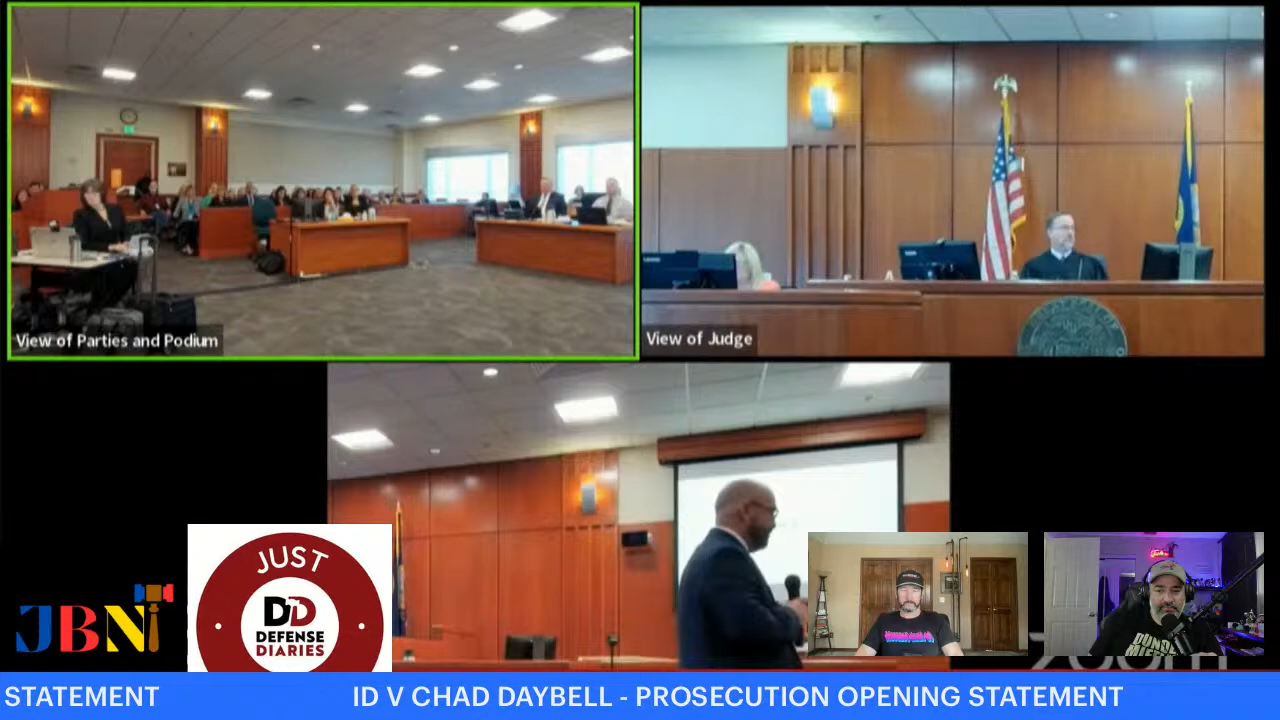 View of Parties and Podium
View of Judge
JUST
DD
DEFENSE
DIARIES
JBN
STATEMENT
ID V CHAD DAYBELL - PROSECUTION OPENING STATEMENT